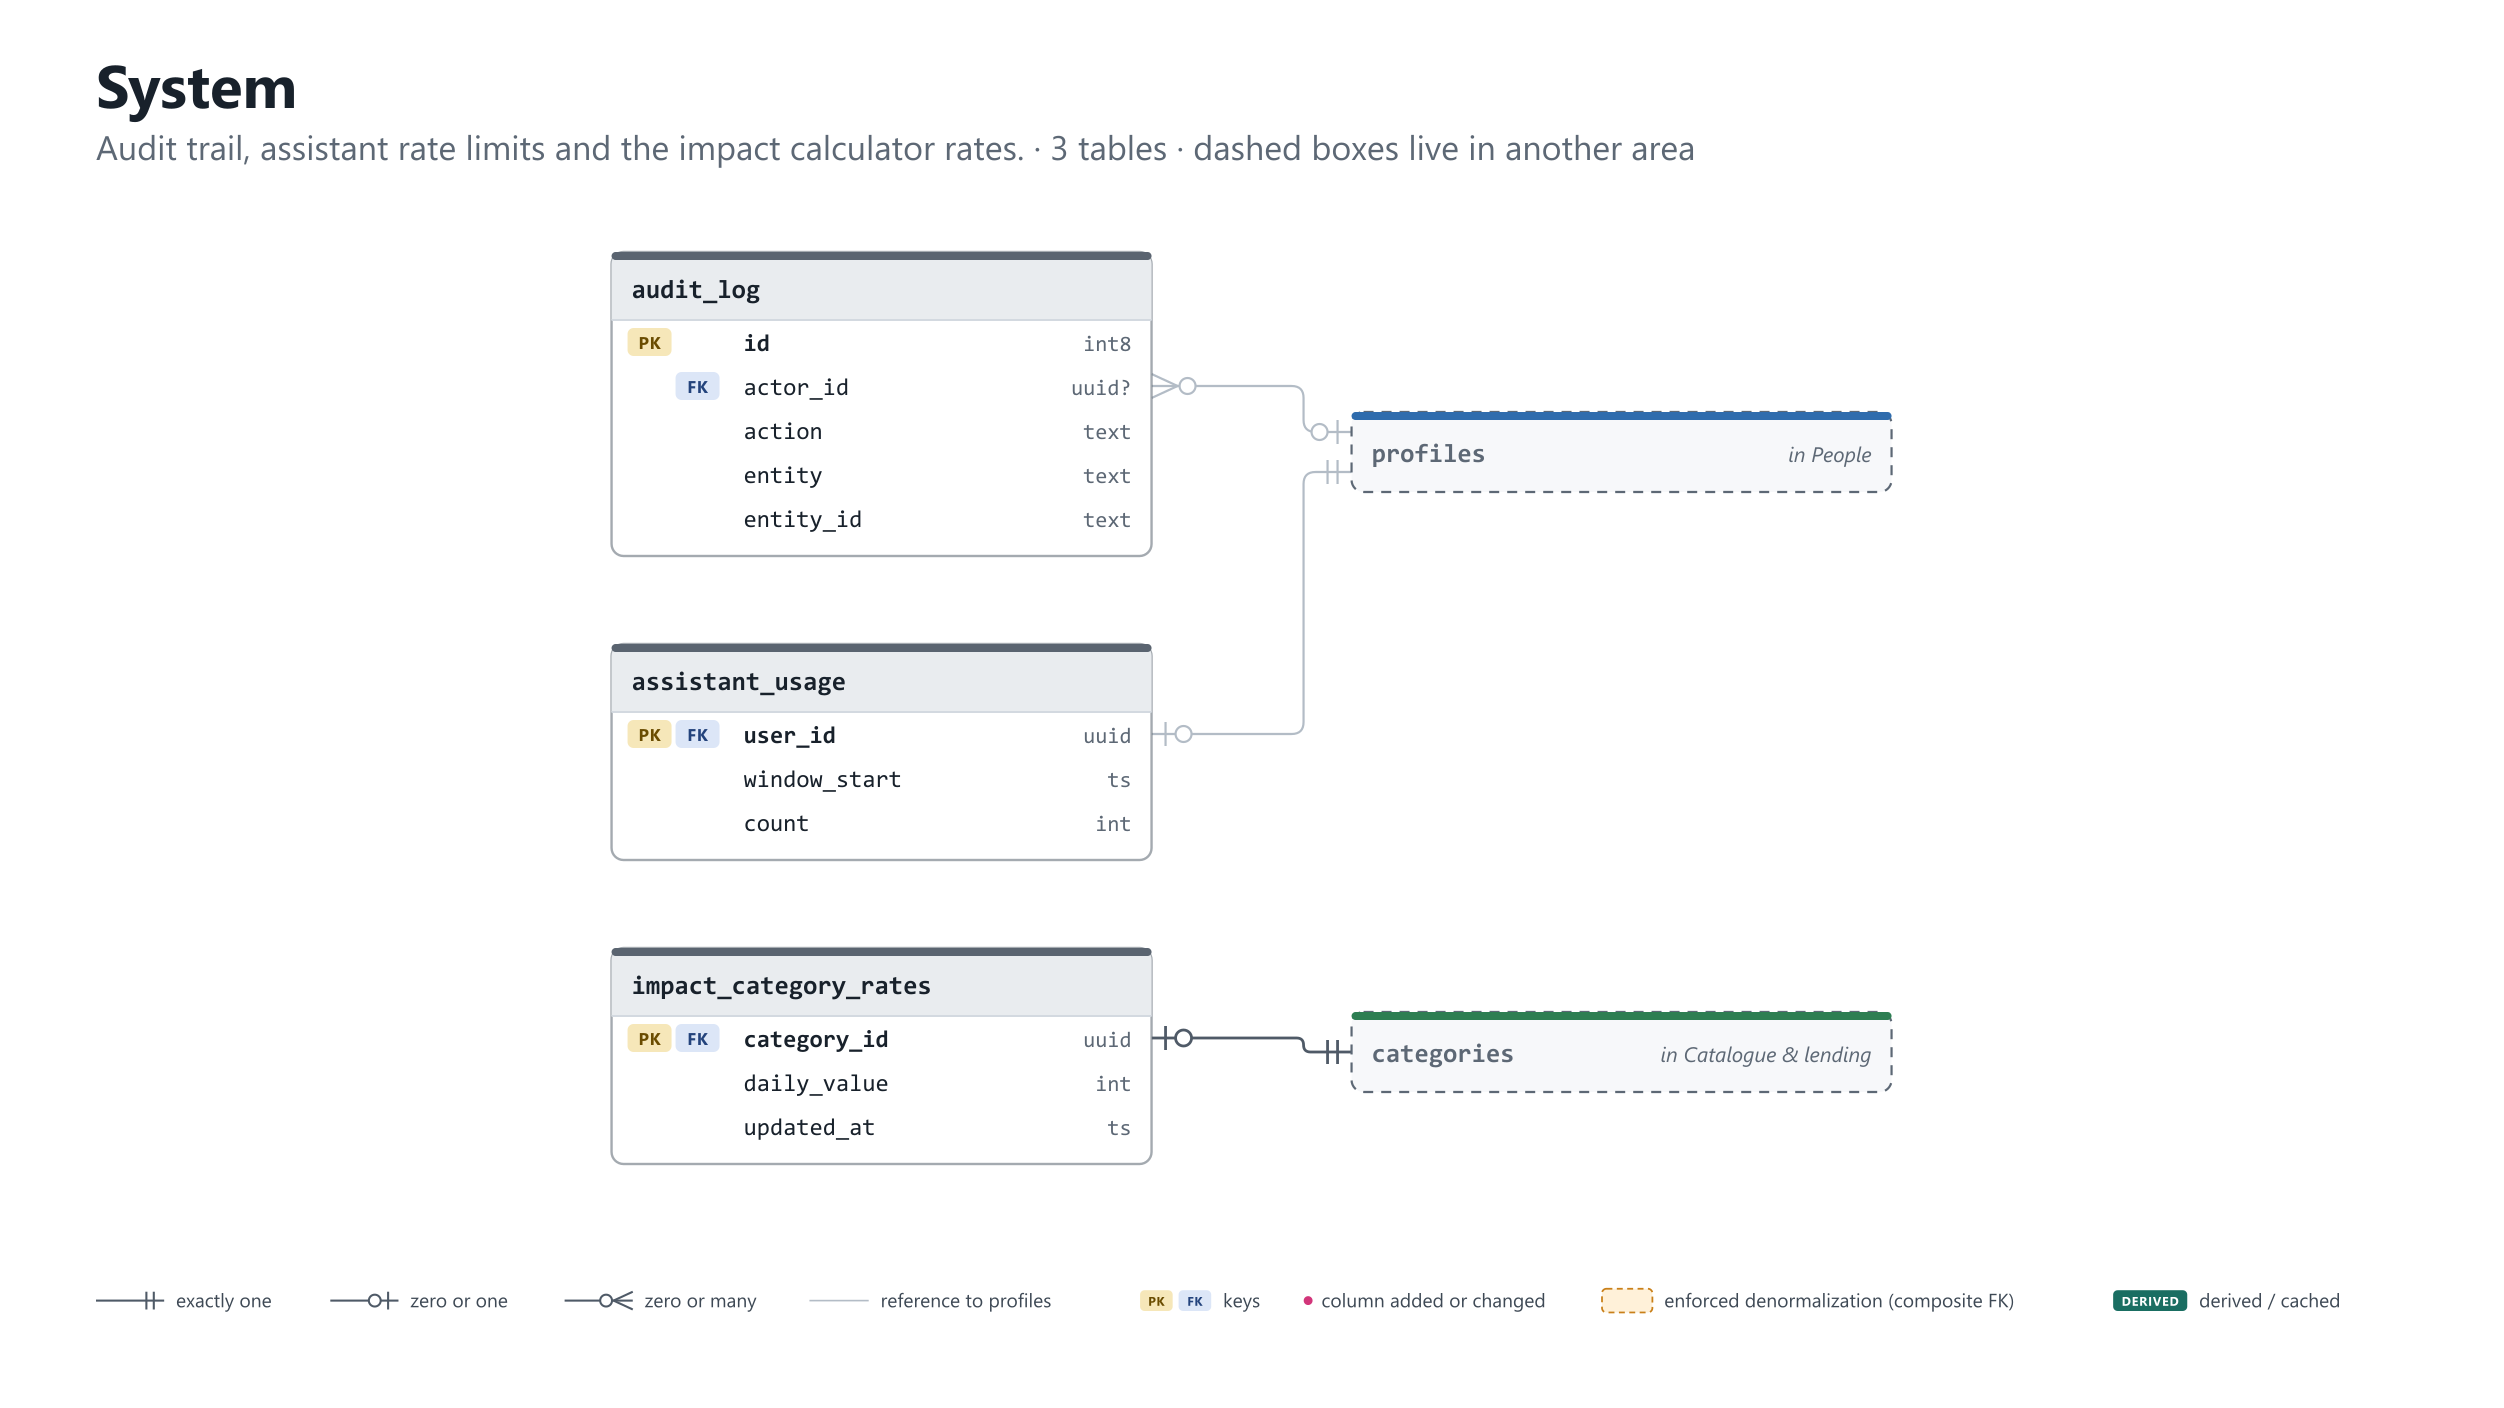 System
Audit trail, assistant rate limits and the impact calculator rates. · 3 tables · dashed boxes live in another area
audit_log
PK id int8
FK actor_id uuid?
action text
entity text
entity_id text
profiles in People
assistant_usage
PK FK user_id uuid
window_start ts
count int
impact_category_rates
PK FK category_id uuid
daily_value int
updated_at ts
categories in Catalogue & lending
exactly one zero or one zero or many reference to profiles PK FK keys column added or changed enforced denormalization (composite FK) DERIVED derived / cached